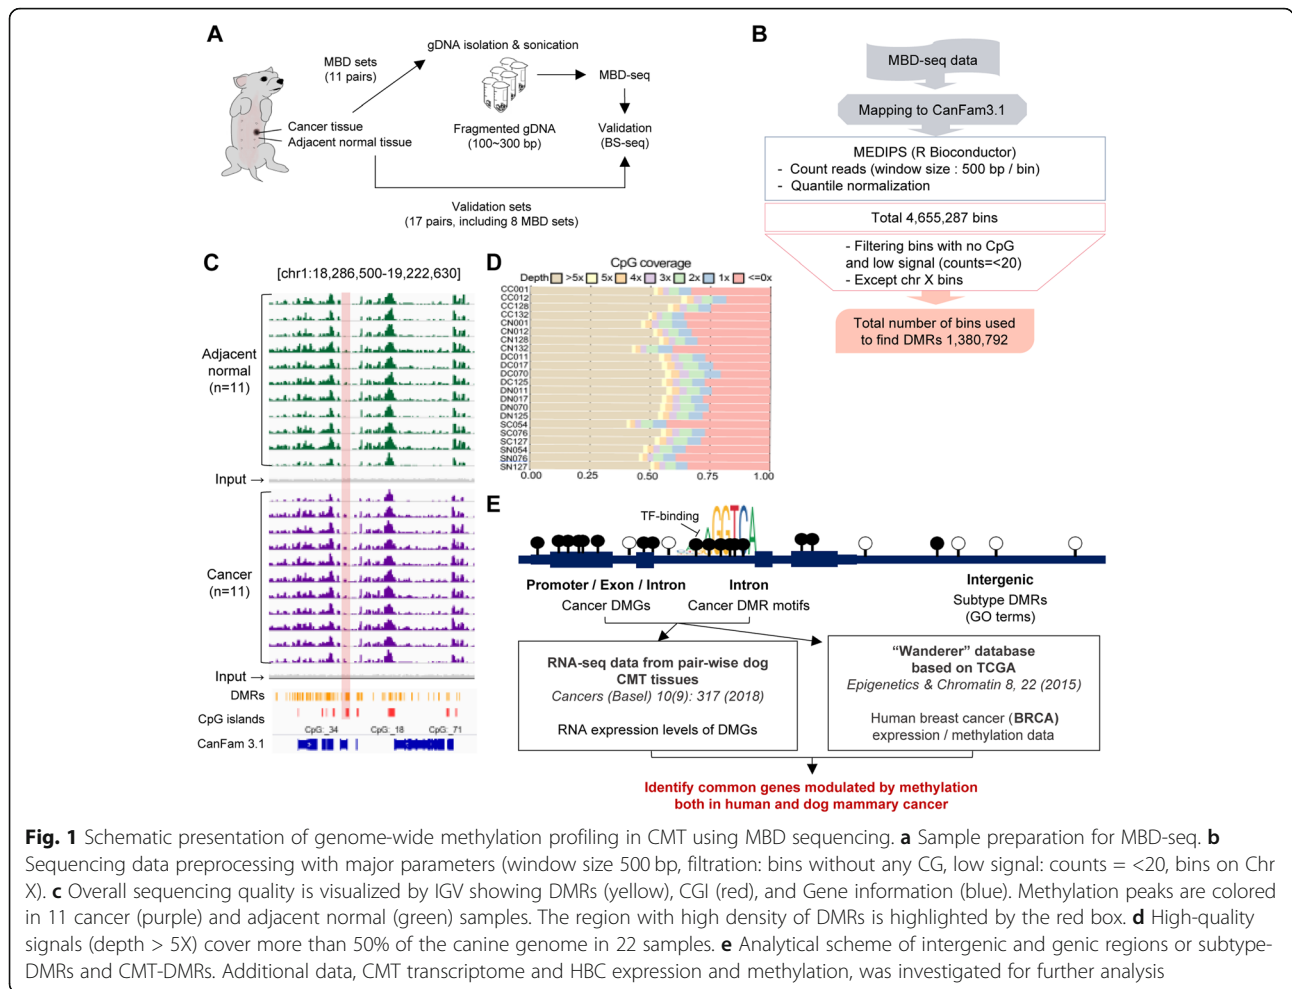 A
MBD sets
(11 pairs)
gDNA isolation & sonication
MBD-seq
Cancer tissue
Adjacent normal tissue
Fragmented gDNA
(100~300 bp)
Validation
(BS-seq)
Validation sets
(17 pairs, including 8 MBD sets)
B
MBD-seq data
Mapping to CanFam3.1
MEDIPS (R Bioconductor)
- Count reads (window size : 500 bp / bin)
- Quantile normalization
Total 4,655,287 bins
- Filtering bins with no CpG
and low signal (counts=<20)
- Except chr X bins
Total number of bins used
to find DMRs 1,380,792
C
[chr1:18,286,500-19,222,630]
Adjacent
normal
(n=11)
Input →
Cancer
(n=11)
Input →
DMRs
CpG islands
CpG:_34 CpG:_18 CpG:_71
CanFam 3.1
D
CpG coverage
Depth >5x 5x 4x 3x 2x 1x <=0x
CC001
CC012
CC128
CC132
CN001
CN012
CN128
CN132
DC011
DC017
DC070
DC125
DN011
DN017
DN070
DN125
SC054
SC076
SC127
SN054
SN076
SN127
0.00 0.25 0.50 0.75 1.00
E
TF-binding
AGGTCA
Promoter / Exon / Intron
Cancer DMGs
Intron
Cancer DMR motifs
Intergenic
Subtype DMRs
(GO terms)
RNA-seq data from pair-wise dog
CMT tissues
Cancers (Basel) 10(9): 317 (2018)
RNA expression levels of DMGs
“Wanderer” database
based on TCGA
Epigenetics & Chromatin 8, 22 (2015)
Human breast cancer (BRCA)
expression / methylation data
Identify common genes modulated by methylation
both in human and dog mammary cancer
Fig. 1 Schematic presentation of genome-wide methylation profiling in CMT using MBD sequencing. a Sample preparation for MBD-seq. b
Sequencing data preprocessing with major parameters (window size 500 bp, filtration: bins without any CG, low signal: counts = <20, bins on Chr
X). c Overall sequencing quality is visualized by IGV showing DMRs (yellow), CGI (red), and Gene information (blue). Methylation peaks are colored
in 11 cancer (purple) and adjacent normal (green) samples. The region with high density of DMRs is highlighted by the red box. d High-quality
signals (depth > 5X) cover more than 50% of the canine genome in 22 samples. e Analytical scheme of intergenic and genic regions or subtype-
DMRs and CMT-DMRs. Additional data, CMT transcriptome and HBC expression and methylation, was investigated for further analysis